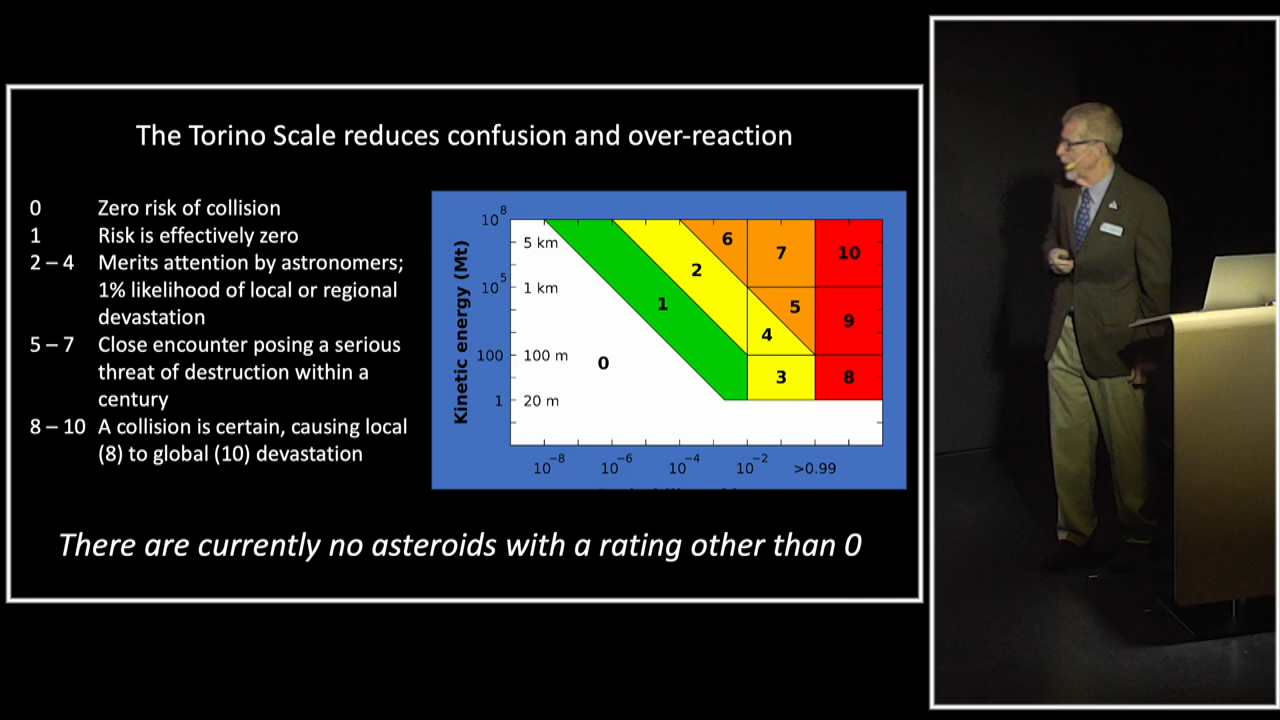 The Torino Scale reduces confusion and over-reaction
0 Zero risk of collision
1 Risk is effectively zero
2 – 4 Merits attention by astronomers;
1% likelihood of local or regional
devastation
5 – 7 Close encounter posing a serious
threat of destruction within a
century
8 – 10 A collision is certain, causing local
(8) to global (10) devastation
Kinetic energy (Mt)
10^8
5 km
10^5 1 km
100 100 m
1 20 m
6 7 10
2
1 5 9
4
0 3 8
10^-8 10^-6 10^-4 10^-2 >0.99
There are currently no asteroids with a rating other than 0